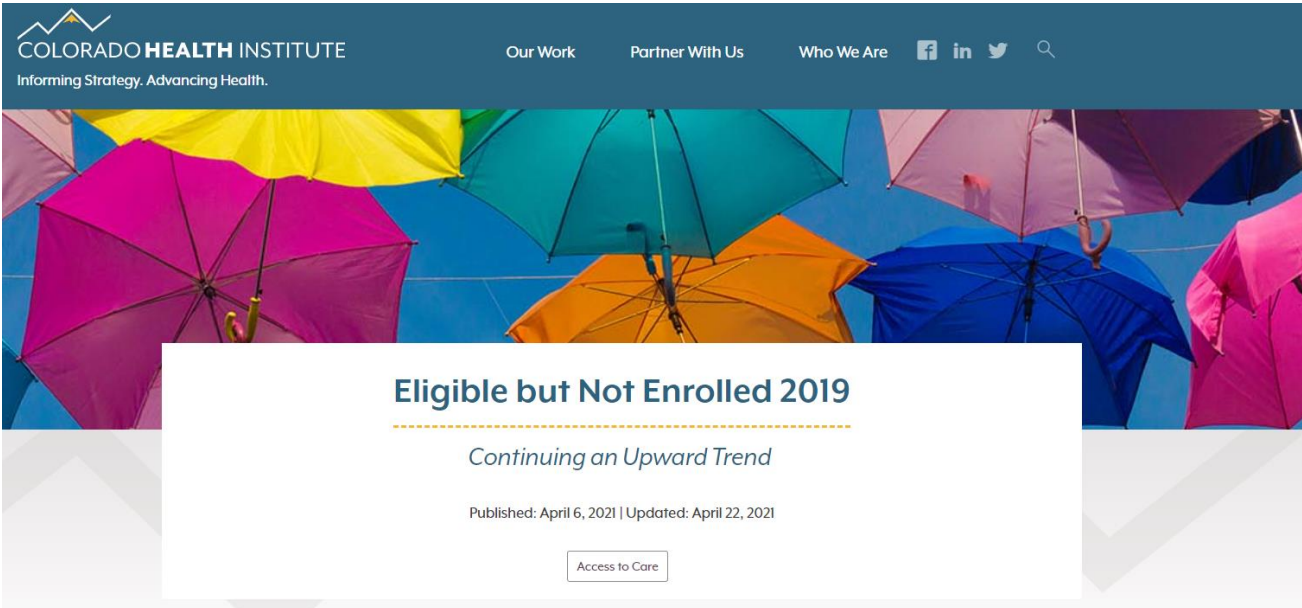 COLORADO HEALTH INSTITUTE
Informing Strategy. Advancing Health.
Our Work
Partner With Us
Who We Are
Eligible but Not Enrolled 2019
Continuing an Upward Trend
Published: April 6, 2021 | Updated: April 22, 2021
Access to Care